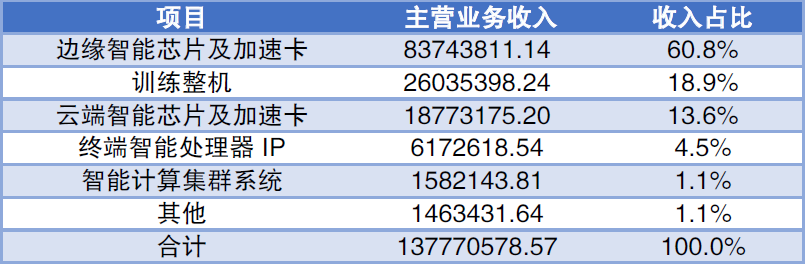 项目 主营业务收入 收入占比
边缘智能芯片及加速卡 83743811.14 60.8%
训练整机 26035398.24 18.9%
云端智能芯片及加速卡 18773175.20 13.6%
终端智能处理器 IP 6172618.54 4.5%
智能计算集群系统 1582143.81 1.1%
其他 1463431.64 1.1%
合计 137770578.57 100.0%